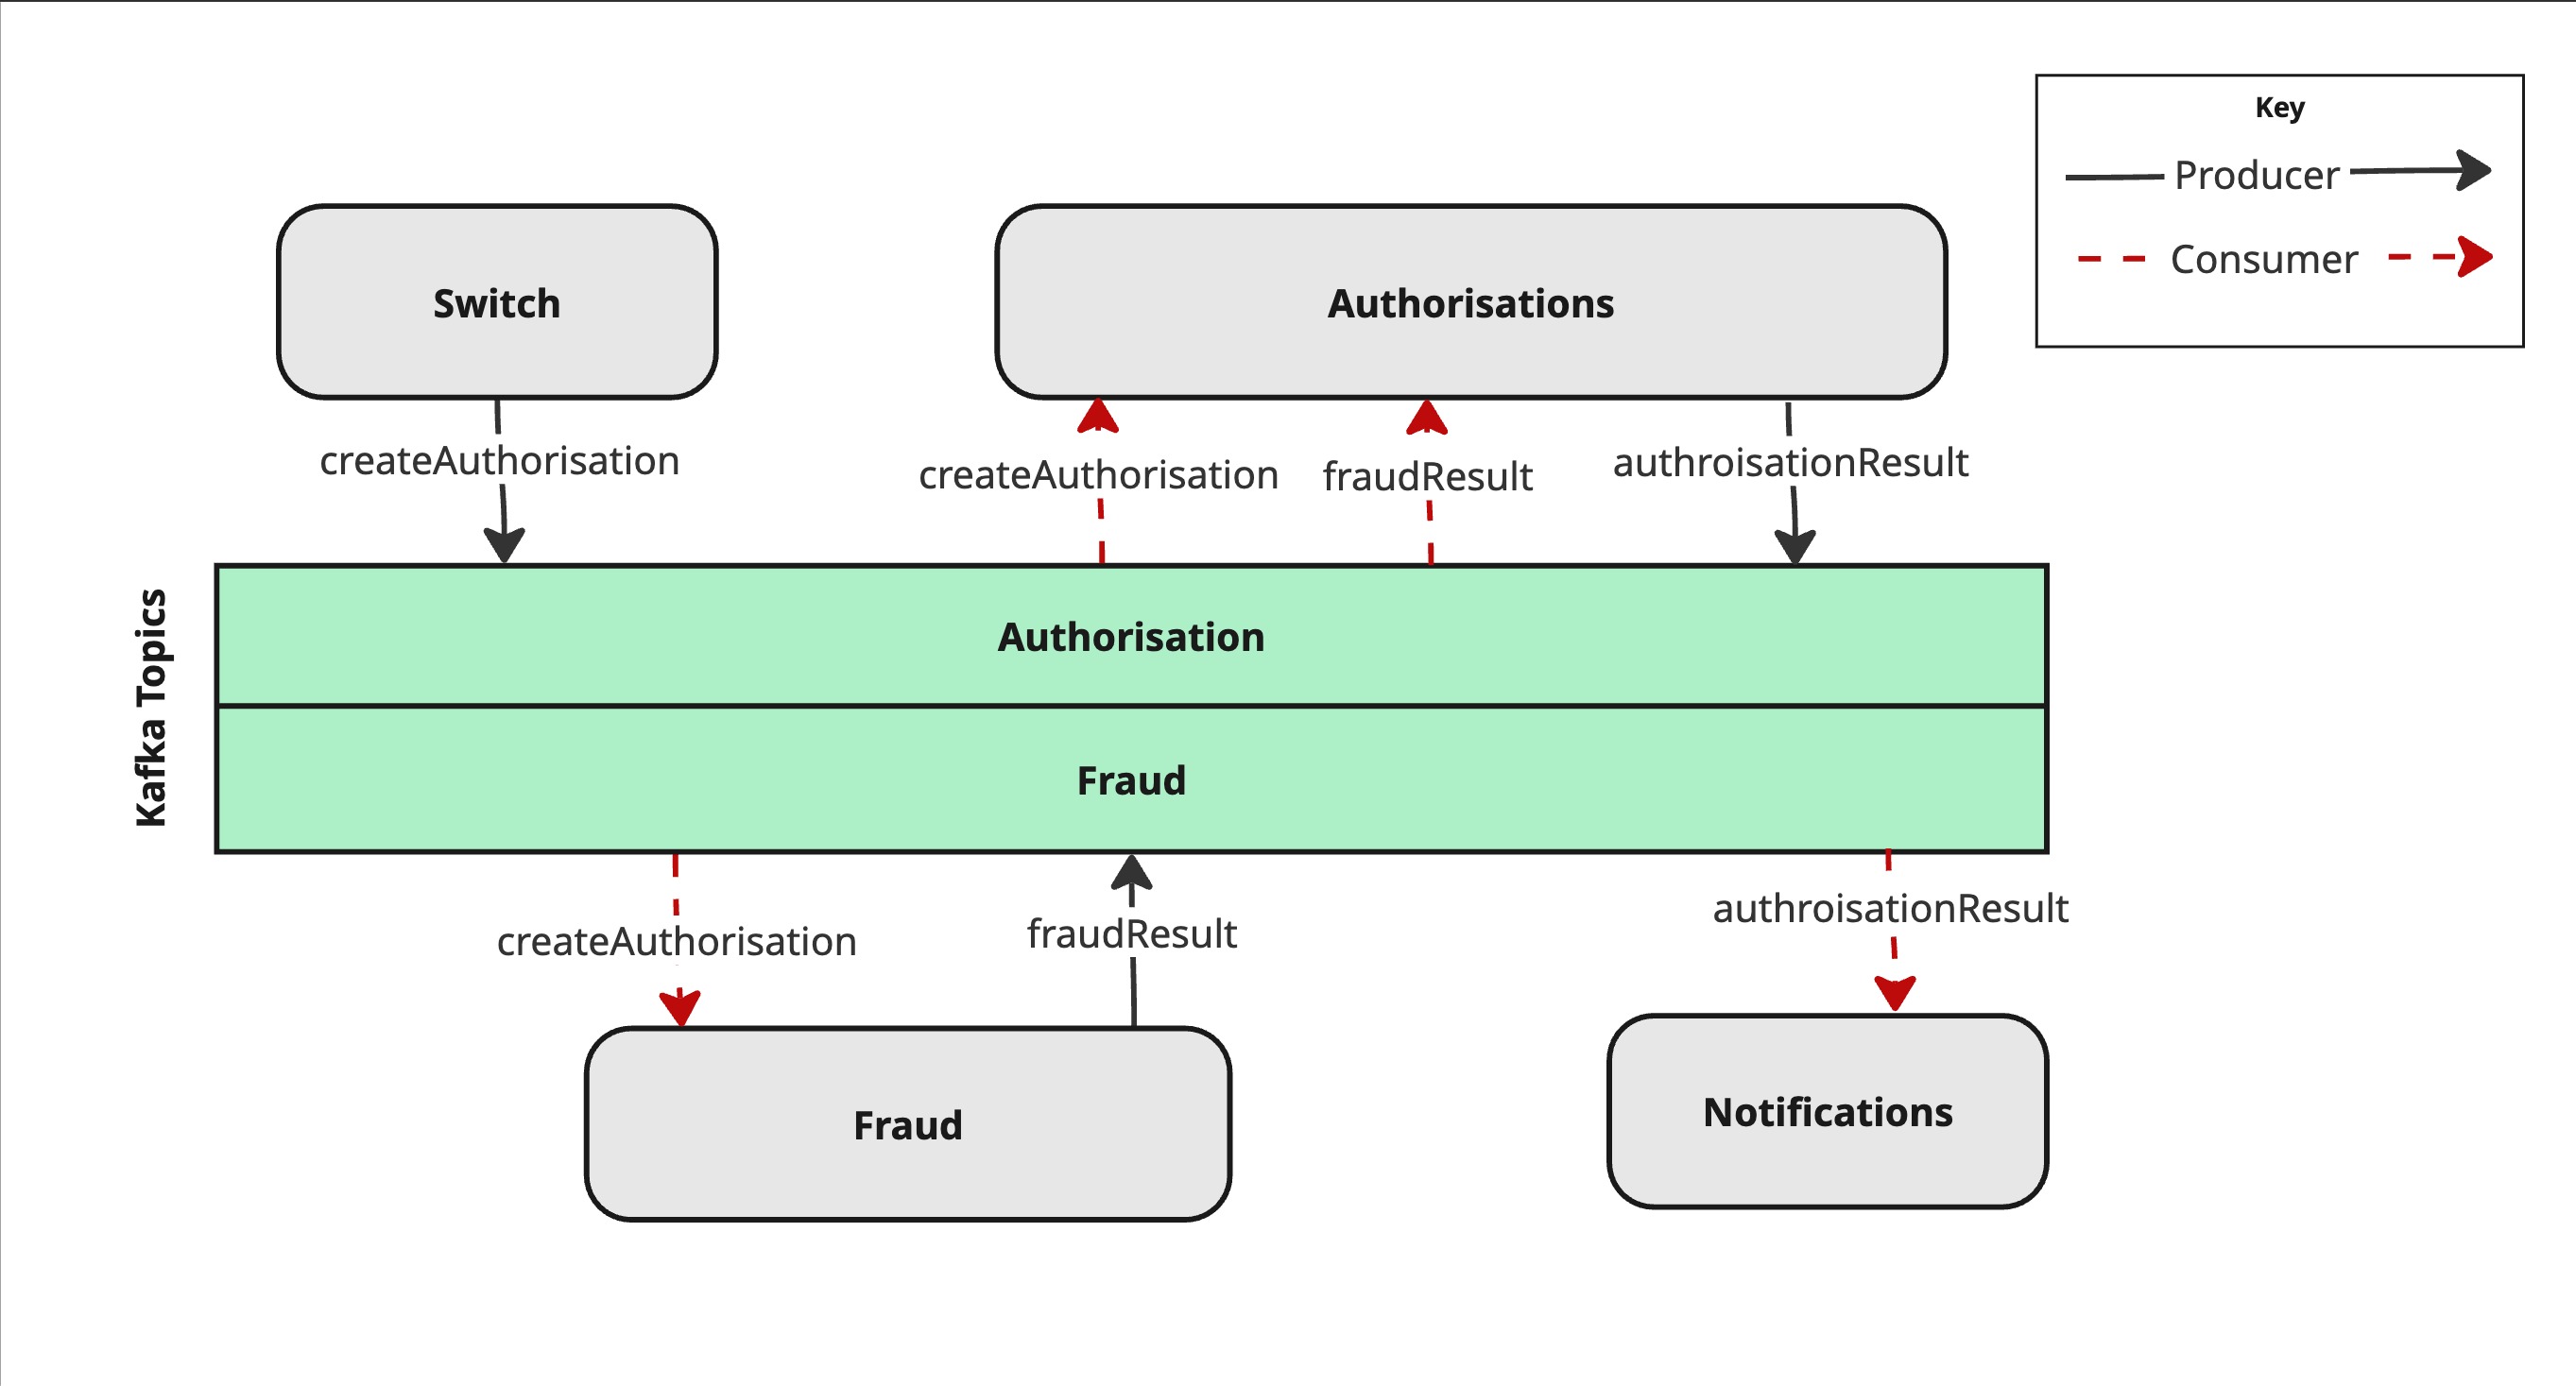 Key
Producer
Consumer
Switch
Authorisations
createAuthorisation
createAuthorisation
fraudResult
authroisationResult
Kafka Topics
Authorisation
Fraud
createAuthorisation
fraudResult
authroisationResult
Fraud
Notifications